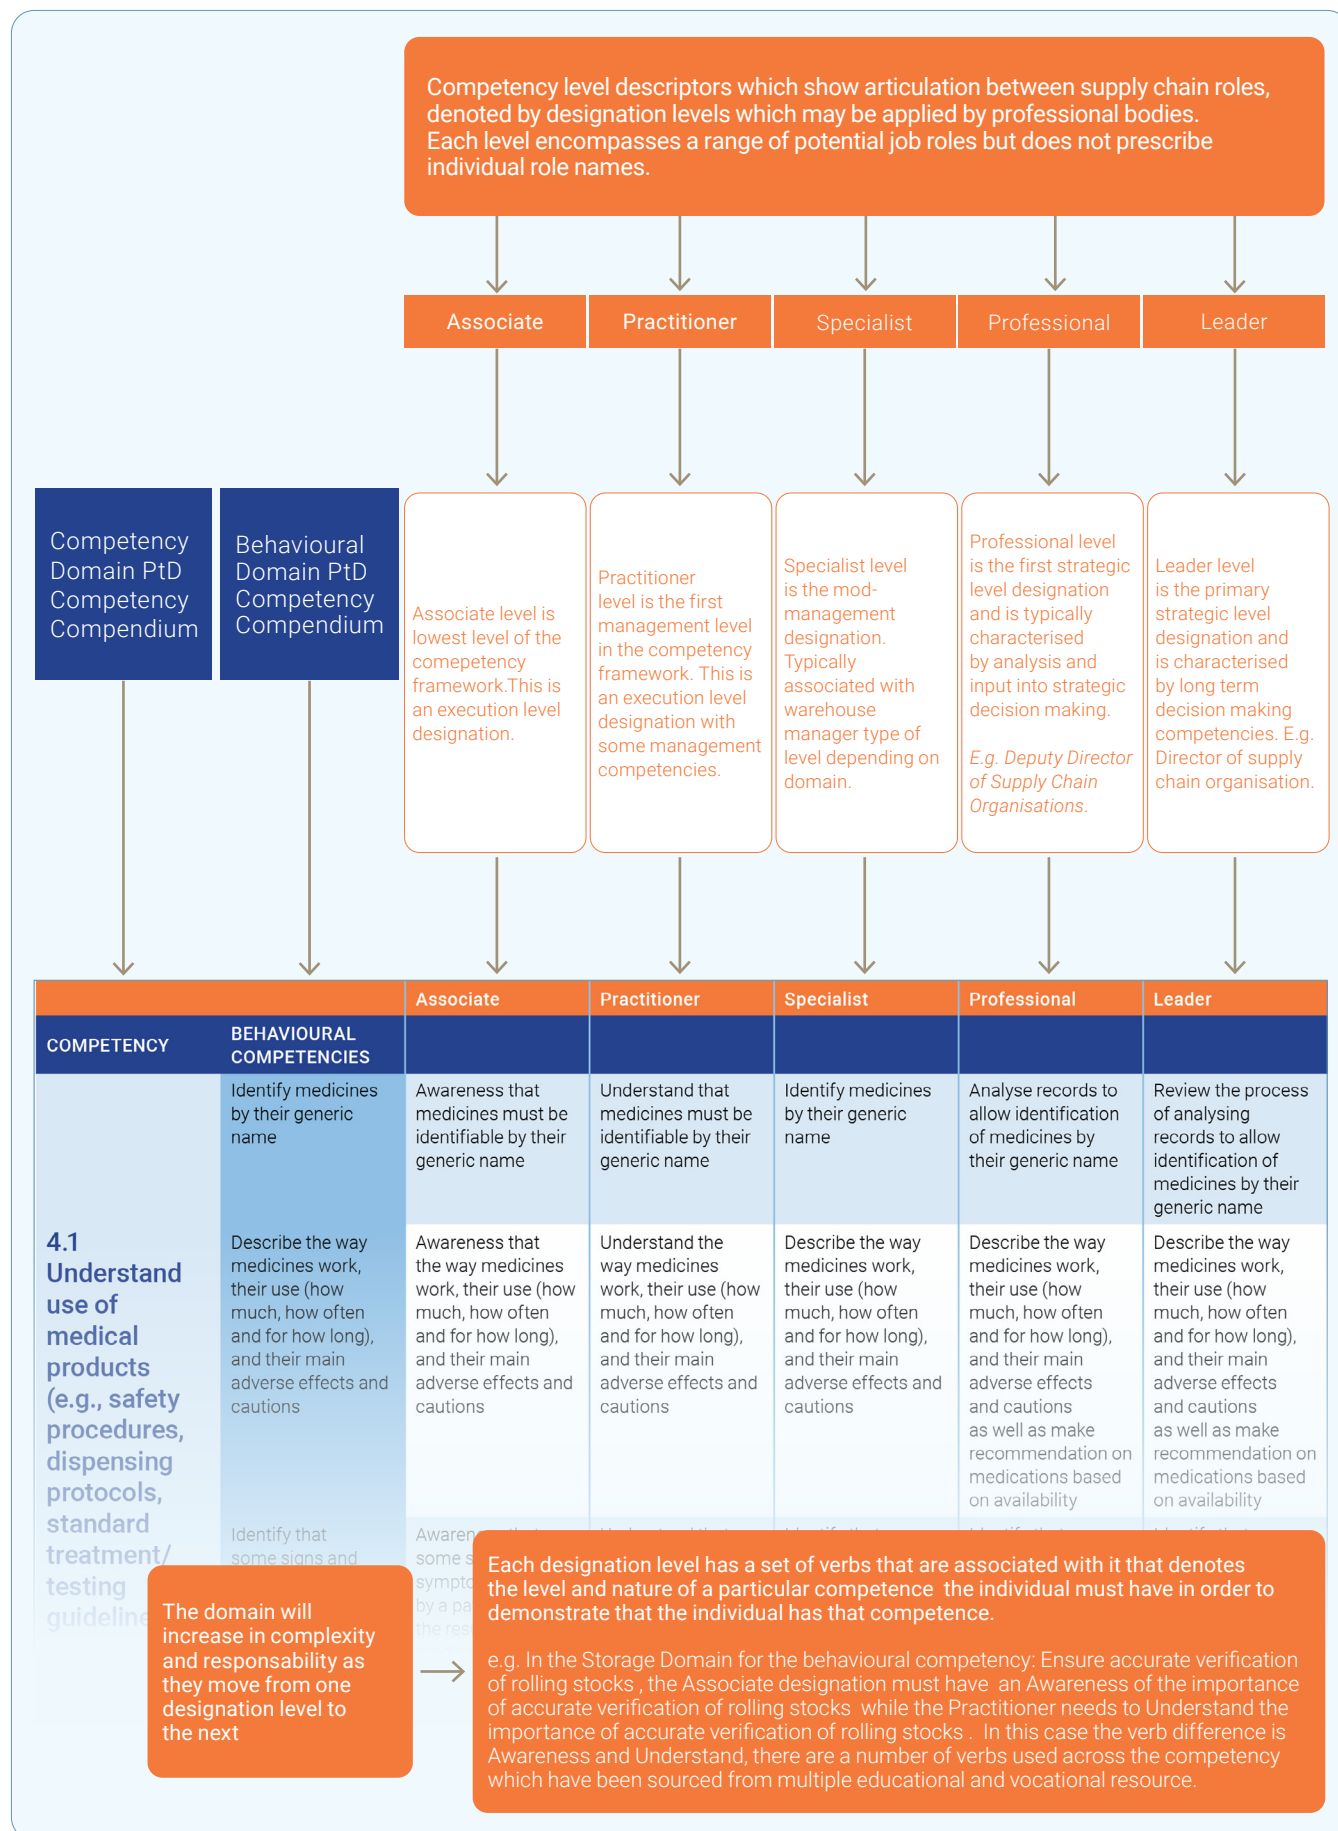 Competency level descriptors which show articulation between supply chain roles,
denoted by designation levels which may be applied by professional bodies.
Each level encompasses a range of potential job roles but does not prescribe
individual role names.
Associate
Practitioner
Specialist
Professional
Leader
Competency
Domain PtD
Competency
Compendium
Behavioural
Domain PtD
Competency
Compendium
Associate level is
lowest level of the
comepetency
framework.This is
an execution level
designation.
Practitioner
level is the first
management level
in the competency
framework. This is
an execution level
designation with
some management
competencies.
Specialist level
is the mod-
management
designation.
Typically
associated with
warehouse
manager type of
level depending on
domain.
Professional level
is the first strategic
level designation
and is typically
characterised
by analysis and
input into strategic
decision making.
E.g. Deputy Director
of Supply Chain
Organisations.
Leader level
is the primary
strategic level
designation and
is characterised
by long term
decision making
competencies. E.g.
Director of supply
chain organisation.
Associate
Practitioner
Specialist
Professional
Leader
COMPETENCY
BEHAVIOURAL
COMPETENCIES
4.1
Understand
use of
medical
products
(e.g., safety
procedures,
dispensing
protocols,
standard
treatment/
testing
guideline
Identify medicines
by their generic
name
Awareness that
medicines must be
identifiable by their
generic name
Understand that
medicines must be
identifiable by their
generic name
Identify medicines
by their generic
name
Analyse records to
allow identification
of medicines by
their generic name
Review the process
of analysing
records to allow
identification of
medicines by their
generic name
Describe the way
medicines work,
their use (how
much, how often
and for how long),
and their main
adverse effects and
cautions
Awareness that
the way medicines
work, their use (how
much, how often
and for how long),
and their main
adverse effects and
cautions
Understand the
way medicines
work, their use (how
much, how often
and for how long),
and their main
adverse effects and
cautions
Describe the way
medicines work,
their use (how
much, how often
and for how long),
and their main
adverse effects and
cautions
Describe the way
medicines work,
their use (how
much, how often
and for how long),
and their main
adverse effects
and cautions
as well as make
recommendation on
medications based
on availability
Describe the way
medicines work,
their use (how
much, how often
and for how long),
and their main
adverse effects
and cautions
as well as make
recommendation on
medications based
on availability
Identify that
some signs and
Awaren
some s
sympto
by a pa
the res
The domain will
increase in complexity
and responsability as
they move from one
designation level to
the next
Each designation level has a set of verbs that are associated with it that denotes
the level and nature of a particular competence the individual must have in order to
demonstrate that the individual has that competence.
e.g. In the Storage Domain for the behavioural competency: Ensure accurate verification
of rolling stocks , the Associate designation must have an Awareness of the importance
of accurate verification of rolling stocks while the Practitioner needs to Understand the
importance of accurate verification of rolling stocks . In this case the verb difference is
Awareness and Understand, there are a number of verbs used across the competency
which have been sourced from multiple educational and vocational resource.